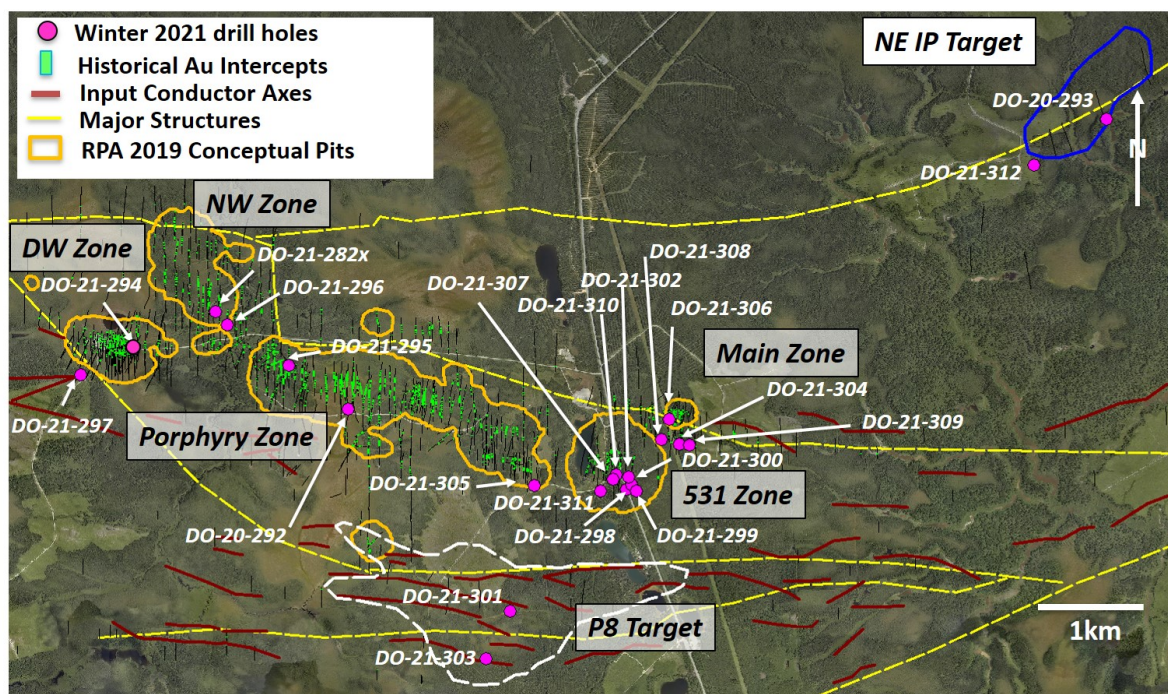 Winter 2021 drill holes
Historical Au Intercepts
Input Conductor Axes
Major Structures
RPA 2019 Conceptual Pits
NE IP Target
DO-20-293
N
DO-21-312
NW Zone
DW Zone
DO-21-282x
DO-21-294
DO-21-296
DO-21-308
DO-21-307
DO-21-302
DO-21-310
DO-21-306
DO-21-295
Main Zone
DO-21-304
DO-21-309
DO-21-297
Porphyry Zone
DO-21-300
DO-21-305
DO-21-311
531 Zone
DO-20-292
DO-21-298
DO-21-299
DO-21-301
P8 Target
1km
DO-21-303